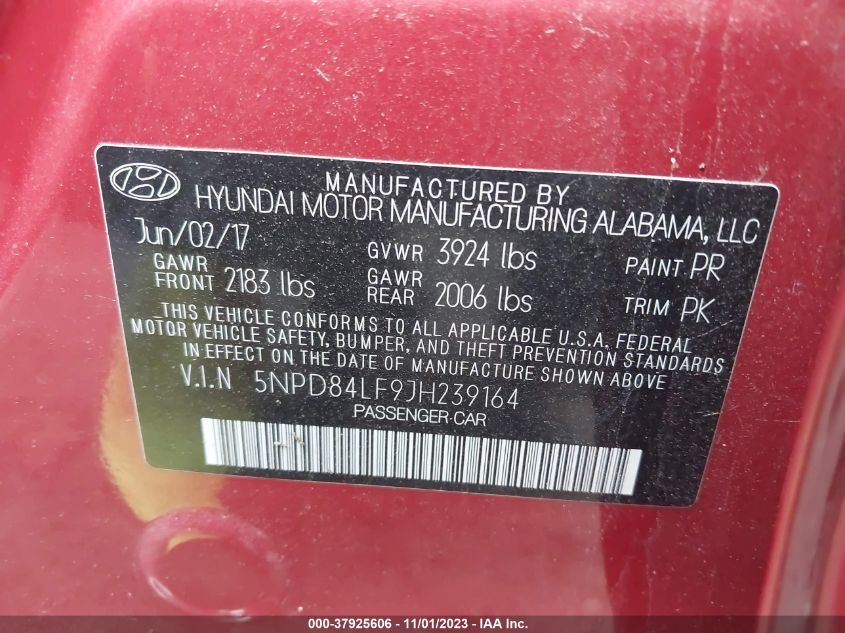 MANUFACTURED BY
HYUNDAI MOTOR MANUFACTURING ALABAMA, LLC
Jun/02/17 GVWR 3924 lbs PAINT PR
GAWR FRONT 2183 lbs GAWR REAR 2006 lbs TRIM PK
THIS VEHICLE CONFORMS TO ALL APPLICABLE U.S.A. FEDERAL
MOTOR VEHICLE SAFETY, BUMPER, AND THEFT PREVENTION STANDARDS
IN EFFECT ON THE DATE OF MANUFACTURE SHOWN ABOVE.
V.I.N 5NPD84LF9JH239164
PASSENGER-CAR
000-37925606 - 11/01/2023 - IAA Inc.